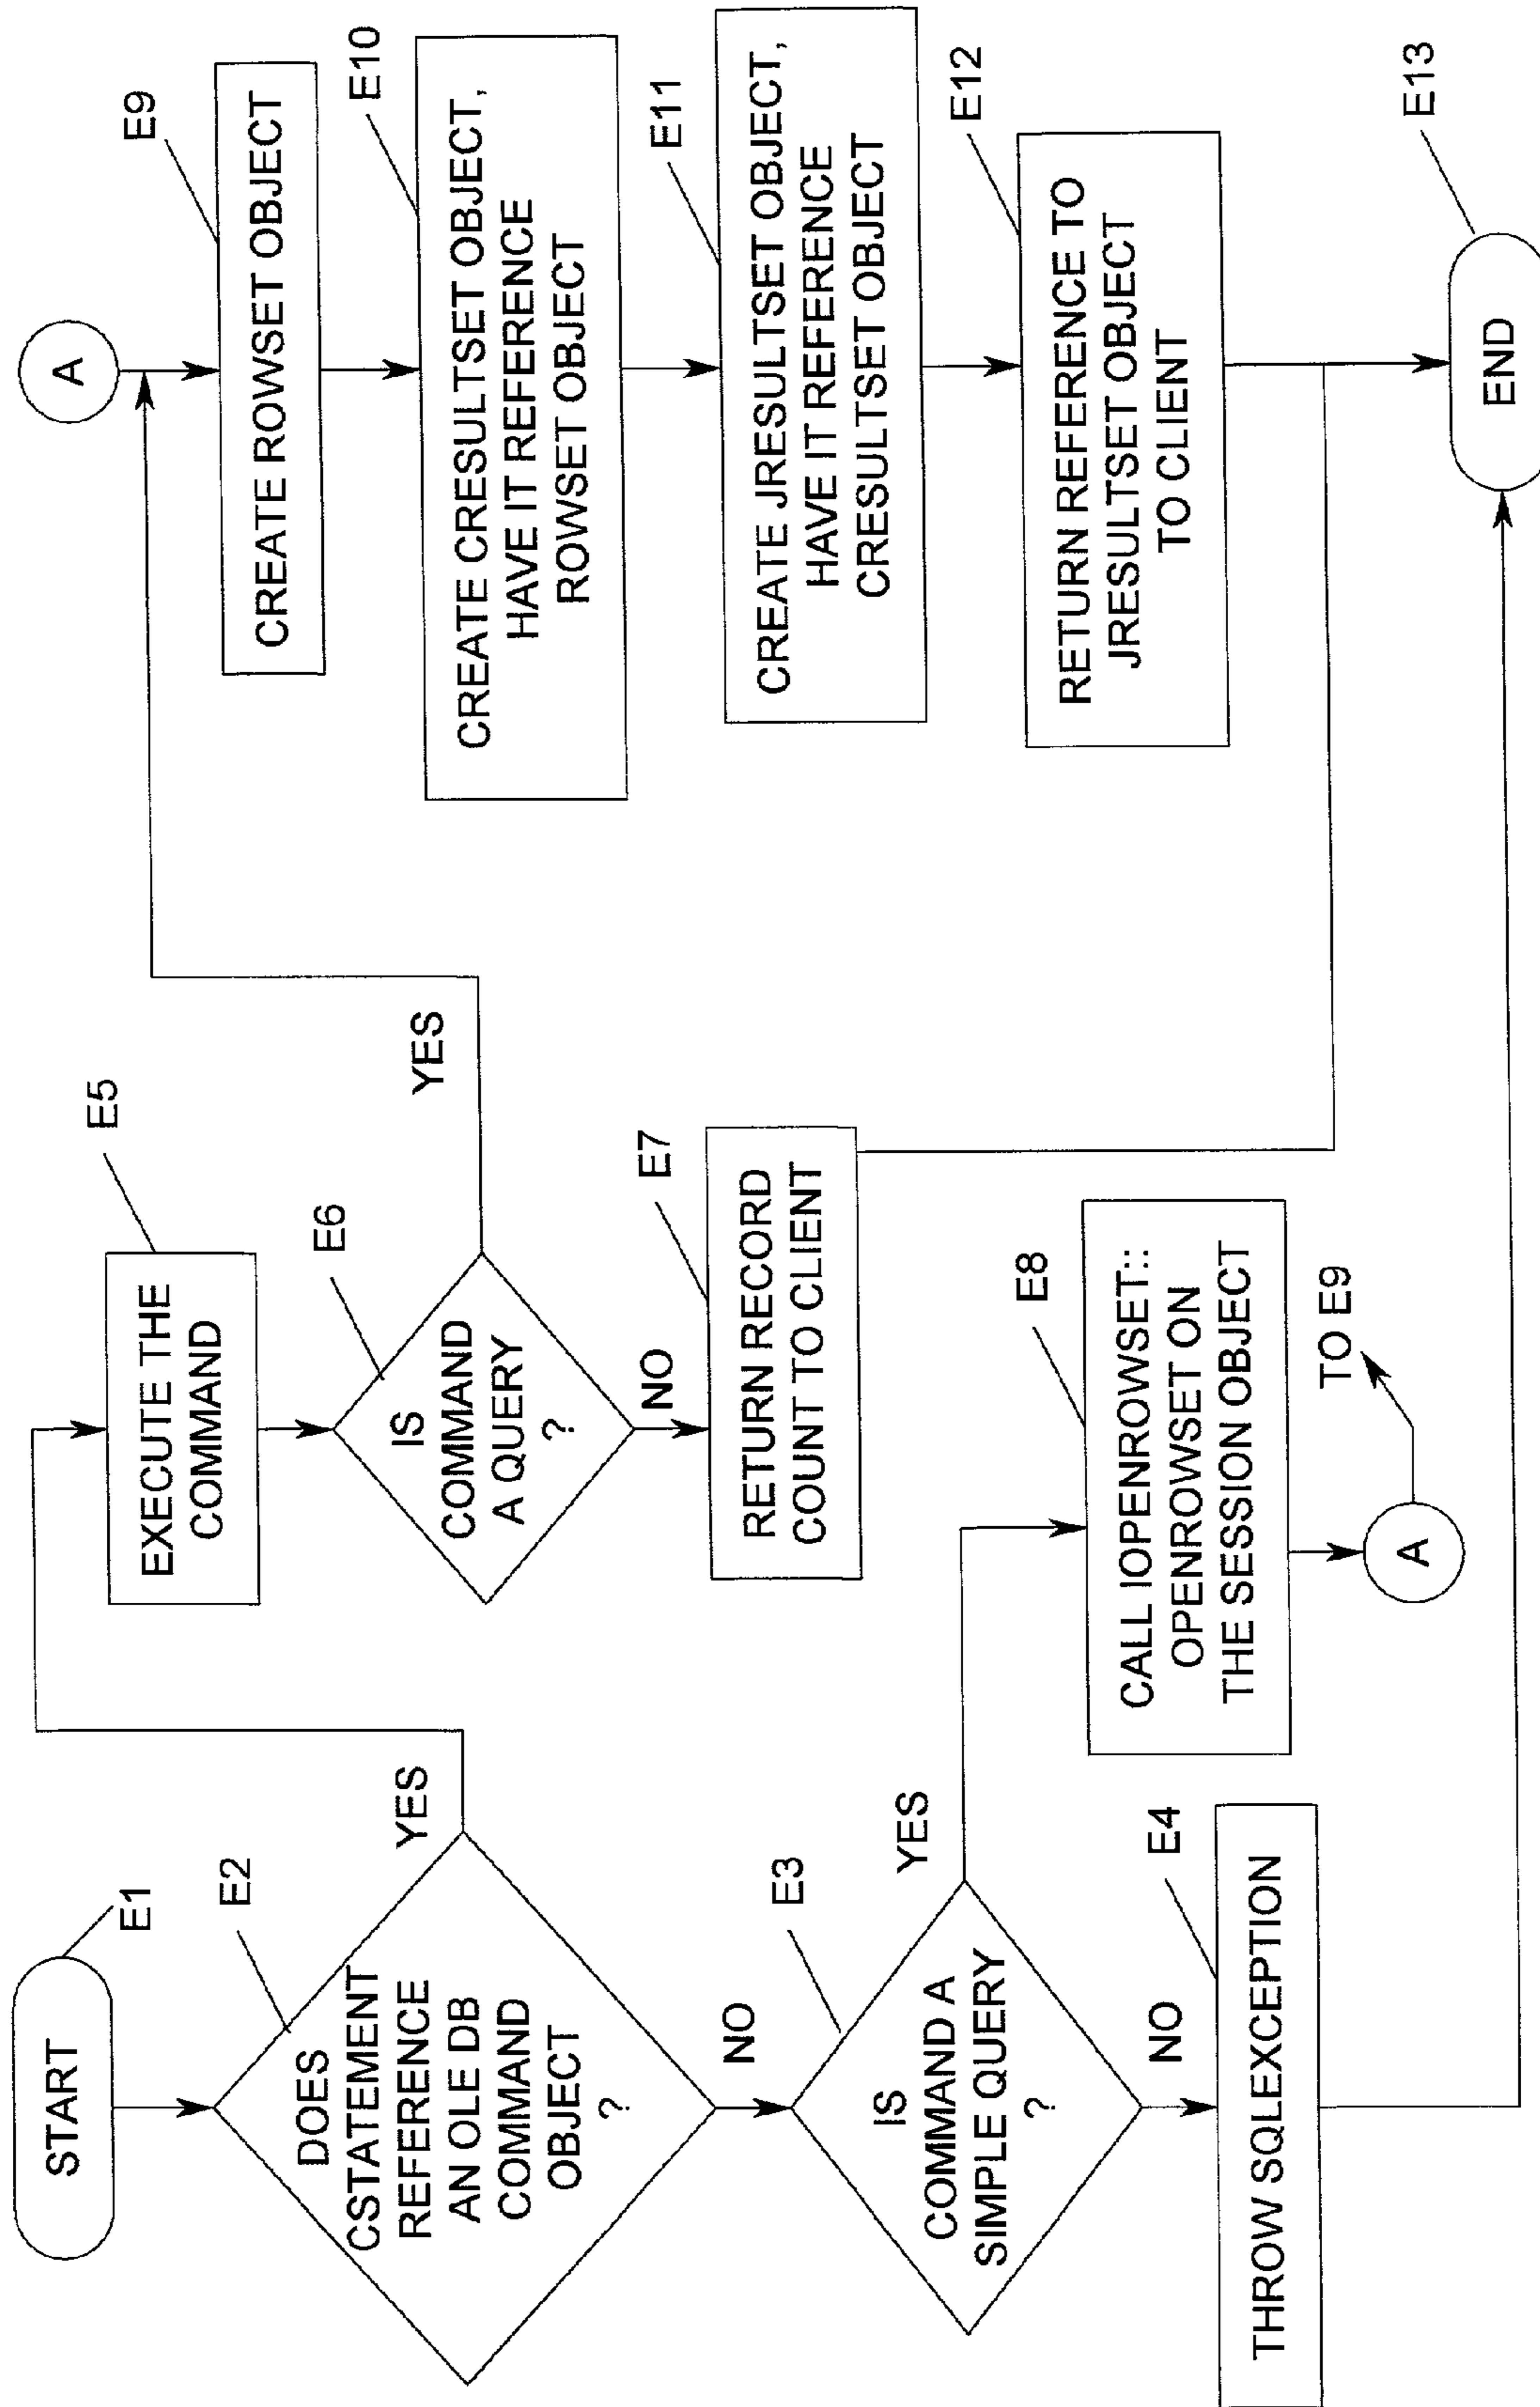 START
E1
DOES
CSTATEMENT
REFERENCE
AN OLE DB
COMMAND
OBJECT
?
E2
YES
NO
IS
COMMAND A
SIMPLE QUERY
?
E3
YES
NO
THROW SQLEXCEPTION
E4
EXECUTE THE
COMMAND
E5
IS
COMMAND
A QUERY
?
E6
YES
NO
RETURN RECORD
COUNT TO CLIENT
E7
CALL IOPENROWSET::
OPENROWSET ON
THE SESSION OBJECT
E8
A
TO E9
A
CREATE ROWSET OBJECT
E9
CREATE CRESULTSET OBJECT,
HAVE IT REFERENCE
ROWSET OBJECT
E10
CREATE JRESULTSET OBJECT,
HAVE IT REFERENCE
CRESULTSET OBJECT
E11
RETURN REFERENCE TO
JRESULTSET OBJECT
TO CLIENT
E12
END
E13